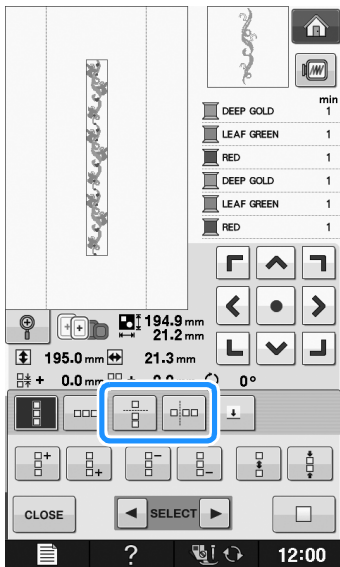 min
DEEP GOLD 1
LEAF GREEN 1
RED 1
DEEP GOLD 1
LEAF GREEN 1
RED 1
194.9 mm
21.2 mm
195.0 mm 21.3 mm
+ 0.0 mm + 0° 
CLOSE
SELECT
? 12:00